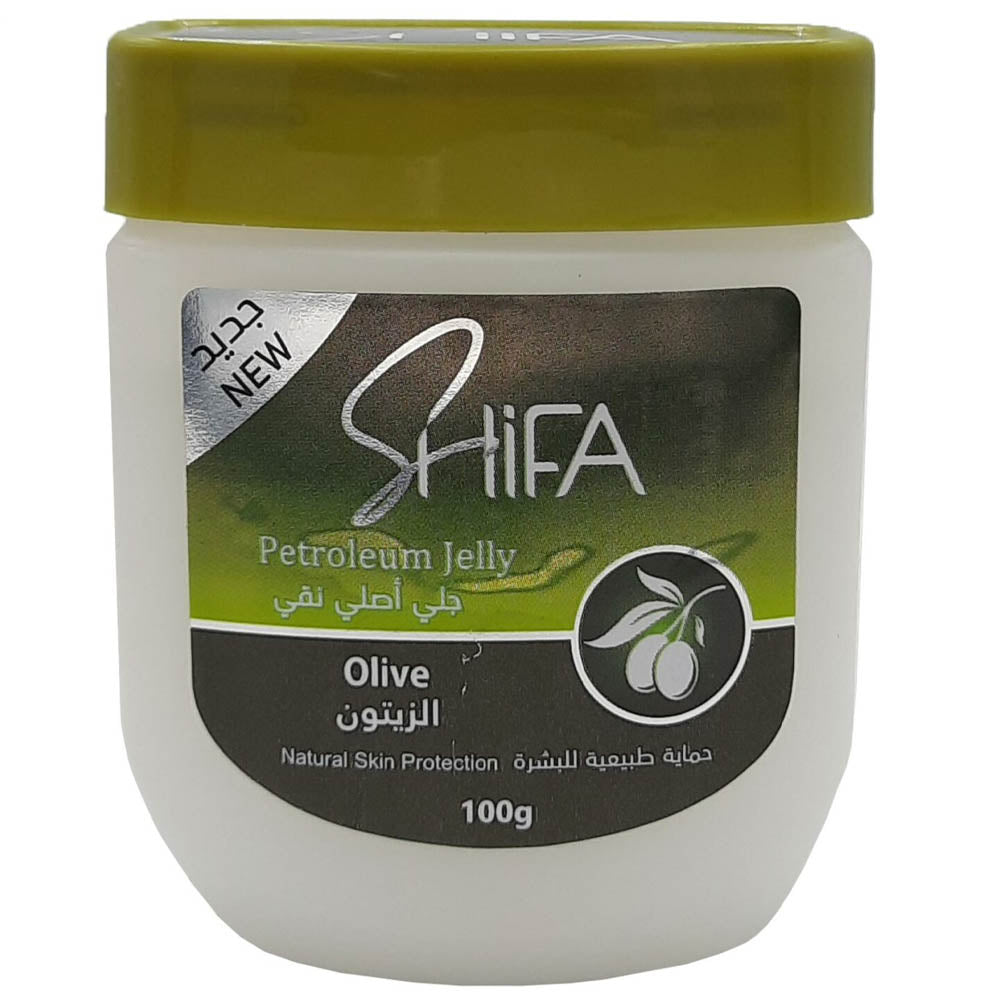 جديد
NEW
SHiFA
Petroleum Jelly
جلي أصلي نقي
Olive
الزيتون
Natural Skin Protection حماية طبيعية للبشرة
100g